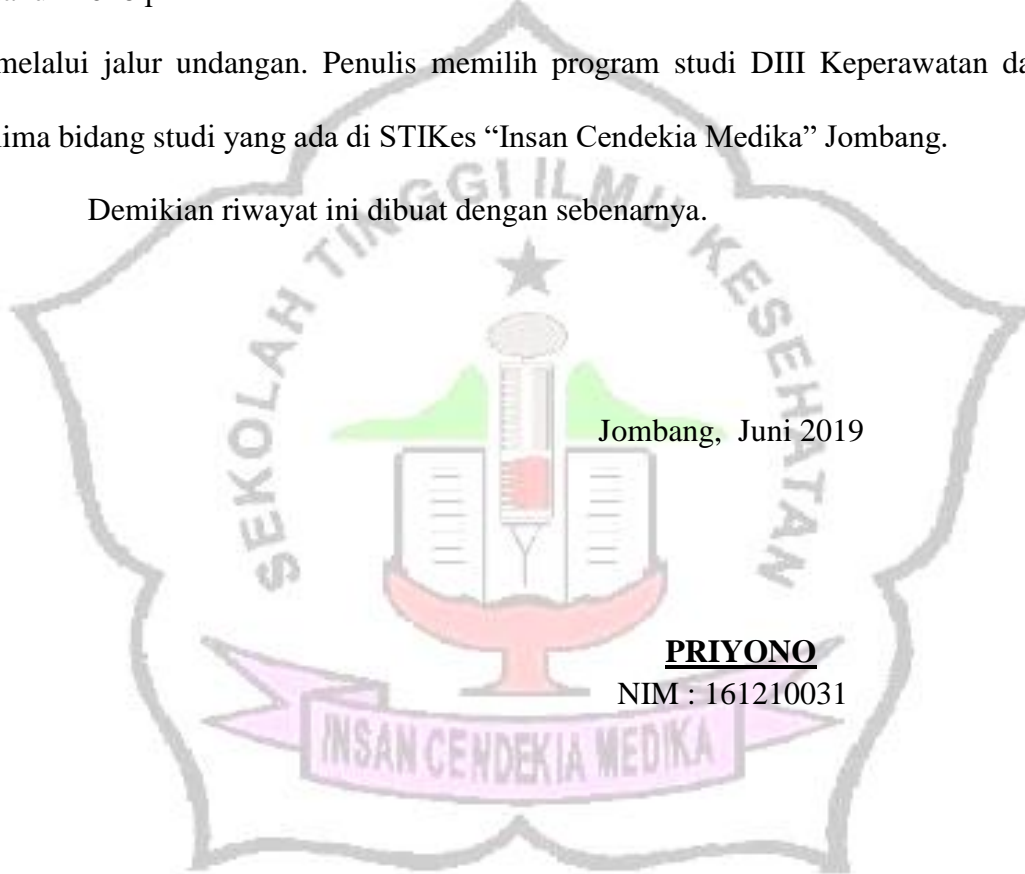 melalui jalur undangan. Penulis memilih program studi DIII Keperawatan
lima bidang studi yang ada di STIKes “Insan Cendekia Medika” Jombang.
Demikian riwayat ini dibuat dengan sebenarnya.
SEKOLAH TINGGI ILMU KESEHATAN
Jombang, Juni 2019
PRIYONO
NIM : 161210031
INSAN CENDEKIA MEDIKA